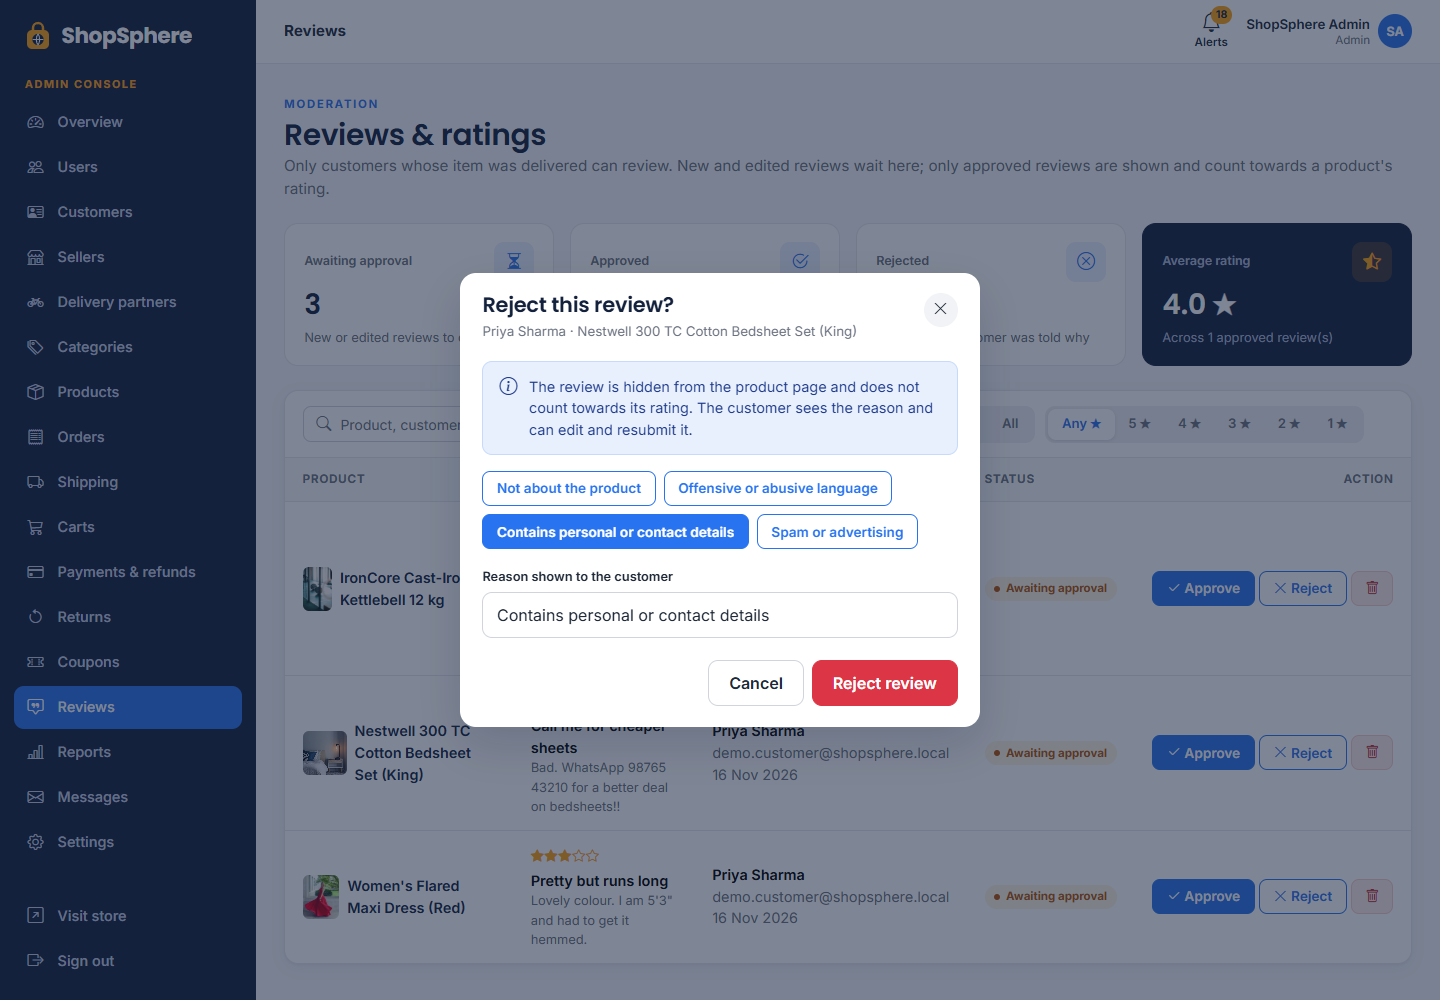 ShopSphere
ADMIN CONSOLE
Overview
Users
Customers
Sellers
Delivery partners
Categories
Products
Orders
Shipping
Carts
Payments & refunds
Returns
Coupons
Reviews
Reports
Messages
Settings
Visit store
Sign out
Reviews
18
Alerts
ShopSphere Admin
Admin
SA
MODERATION
Reviews & ratings
Only customers whose item was delivered can review. New and edited reviews wait here; only approved reviews are shown and count towards a product's
rating.
Awaiting approval
3
New or edited reviews to
Approved
Rejected
was told why
Average rating
4.0 ★
Across 1 approved review(s)
Product, customer
All
Any ★
5 ★
4 ★
3 ★
2 ★
1 ★
PRODUCT
STATUS
ACTION
Reject this review?
Priya Sharma · Nestwell 300 TC Cotton Bedsheet Set (King)
The review is hidden from the product page and does not
count towards its rating. The customer sees the reason and
can edit and resubmit it.
Not about the product
Offensive or abusive language
Contains personal or contact details
Spam or advertising
Reason shown to the customer
Contains personal or contact details
Cancel
Reject review
IronCore Cast-Iro
Kettlebell 12 kg
Awaiting approval
Approve
Reject
Nestwell 300 TC
Cotton Bedsheet
Set (King)
Call me for cheaper
sheets
Bad. WhatsApp 98765
43210 for a better deal
on bedsheets!!
Priya Sharma
demo.customer@shopsphere.local
16 Nov 2026
Awaiting approval
Approve
Reject
Women's Flared
Maxi Dress (Red)
Pretty but runs long
Lovely colour. I am 5'3"
and had to get it
hemmed.
Priya Sharma
demo.customer@shopsphere.local
16 Nov 2026
Awaiting approval
Approve
Reject